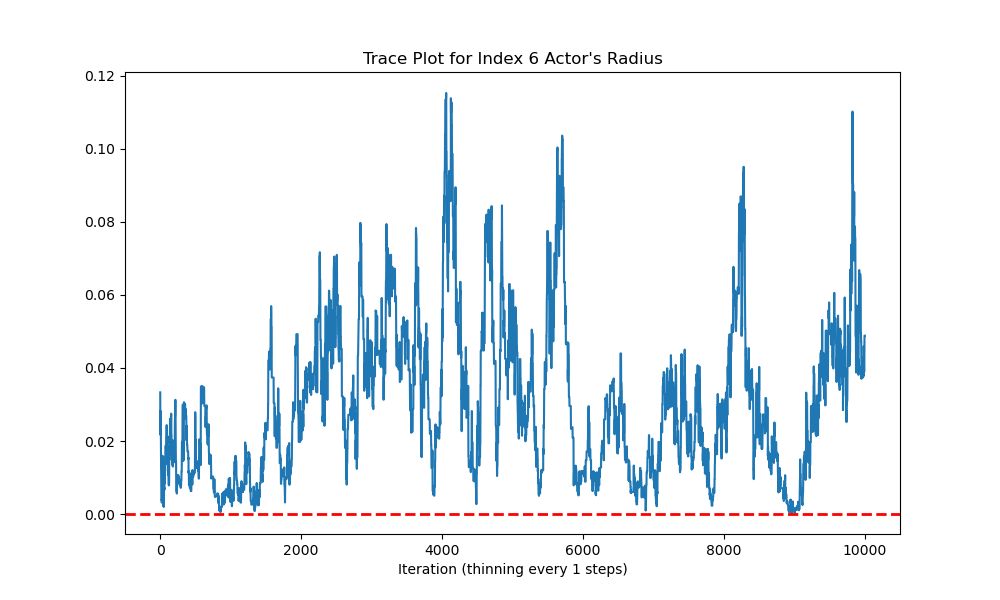 Trace Plot for Index 6 Actor's Radius
0.12
0.10
0.08
0.06
0.04
0.02
0.00
0 2000 4000 6000 8000 10000
Iteration (thinning every 1 steps)